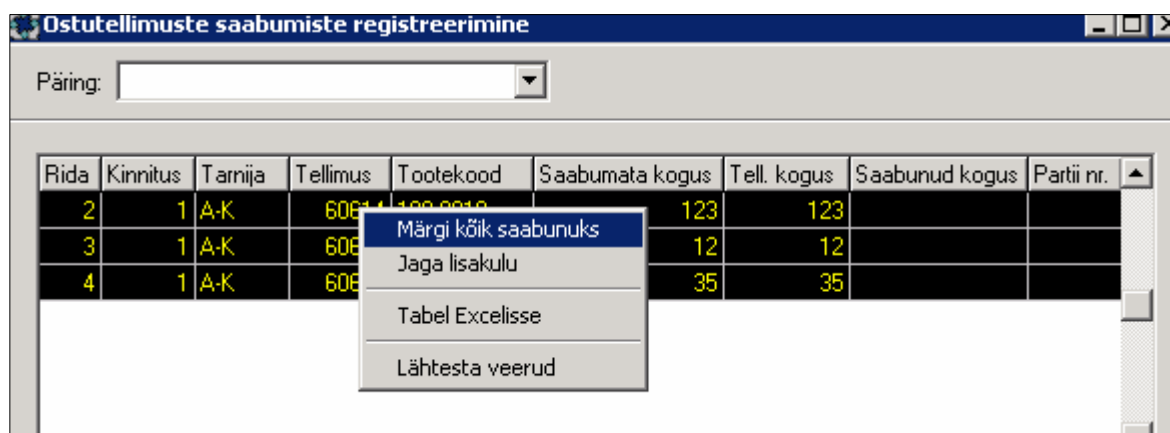 Ostutellimuste saabumiste registreerimine
Päring:
Rida Kinnitus Tarnija Tellimus Tootekood Saabumata kogus Tell. kogus Saabunud kogus Partii nr.
2 1 A-K 123 123
Märgi kõik saabunuks
3 1 A-K 12 12
Jaga lisakulu
4 1 A-K 35 35
Tabel Excelisse
Lähtesta veerud